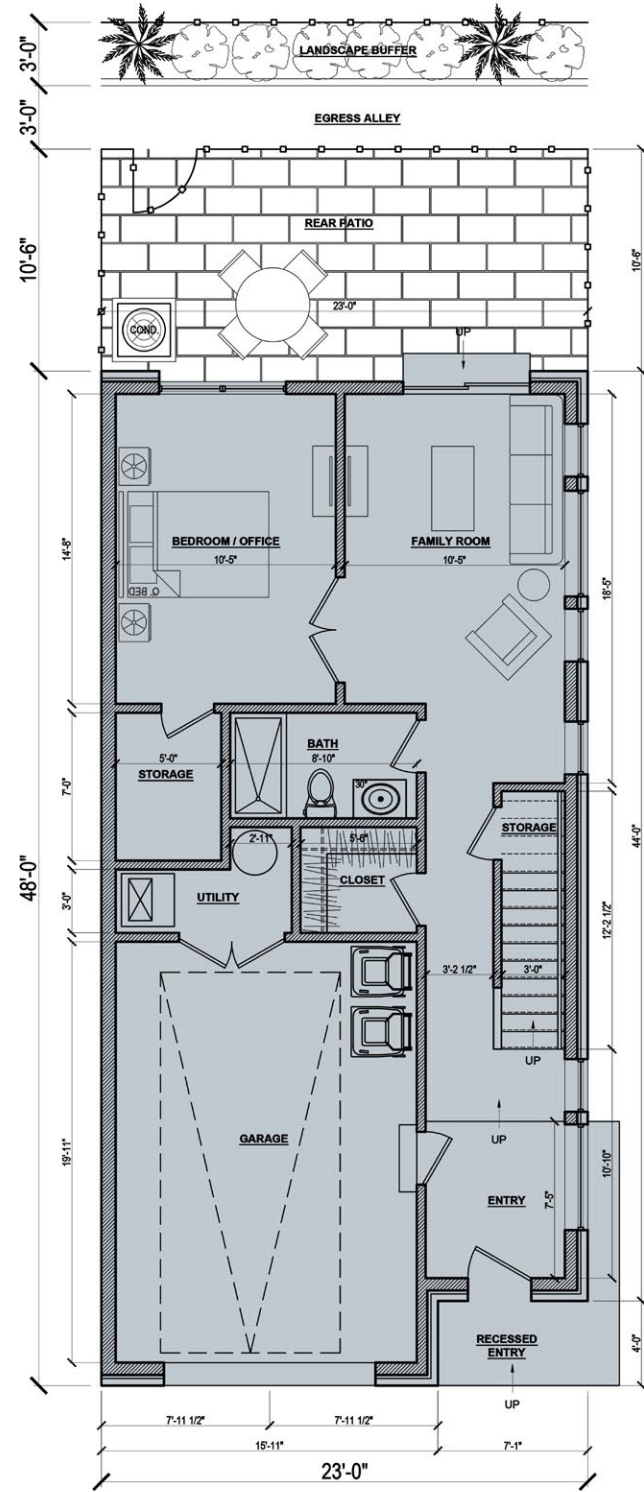 3'-0"
LANDSCAPE BUFFER
3'-0"
EGRESS ALLEY
10'-6"
REAR PATIO
10'-6"
23'-0"
COND.
UP
14'-8"
BEDROOM / OFFICE
10'-5"
Q. BED
FAMILY ROOM
10'-5"
18'-5"
BATH
8'-10"
30"
5'-0"
STORAGE
7'-0"
STORAGE
44'-0"
48'-0"
2'-11"
5'-6"
CLOSET
UTILITY
3'-0"
12'-2 1/2"
3'-2 1/2"
3'-0"
UP
GARAGE
19'-11"
UP
ENTRY
7'-5"
10'-10"
RECESSED
ENTRY
4'-0"
UP
7'-11 1/2"
7'-11 1/2"
15'-11"
7'-1"
23'-0"